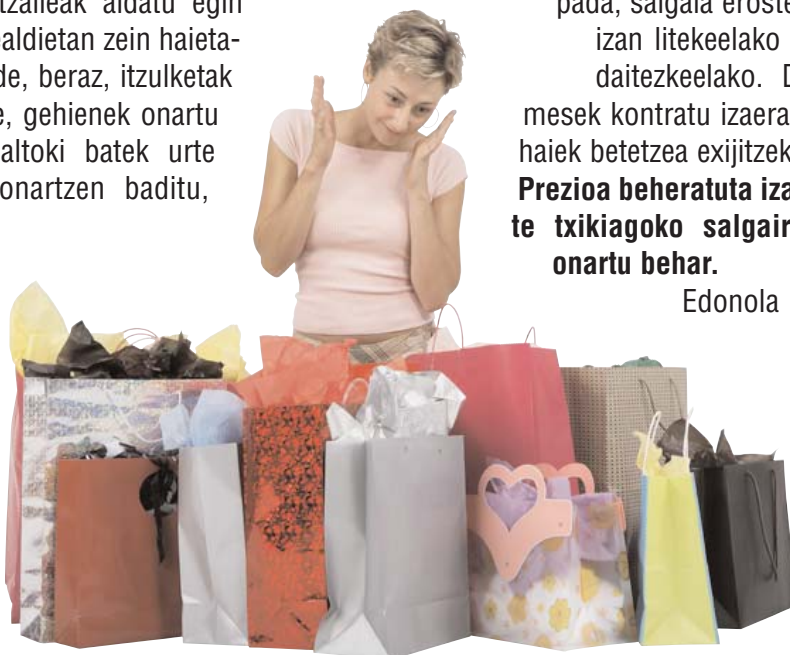 tzaileak aldatu egin
aldietan zein haieta-
de, beraz, itzulketak
e, gehienek onartu
altoki batek urte
onartzen baditu,
pada, salgaia eroste
izan litekeelako
daitezkeelako. D
mesek kontratu izaera
haiek betetzea exijitzek
Prezioa beheratuta iza
te txikiagoko salgair
onartu behar.
Edonola